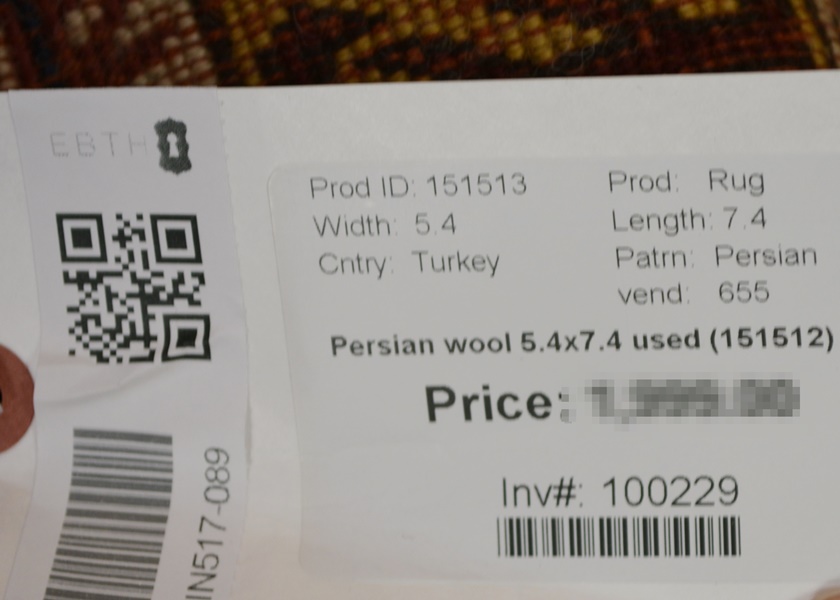 EBTH
IN517-089
Prod ID: 151513 Prod: Rug
Width: 5.4 Length: 7.4
Cntry: Turkey Patrn: Persian
vend: 655
Persian wool 5.4x7.4 used (151512)
Price:
Inv#: 100229